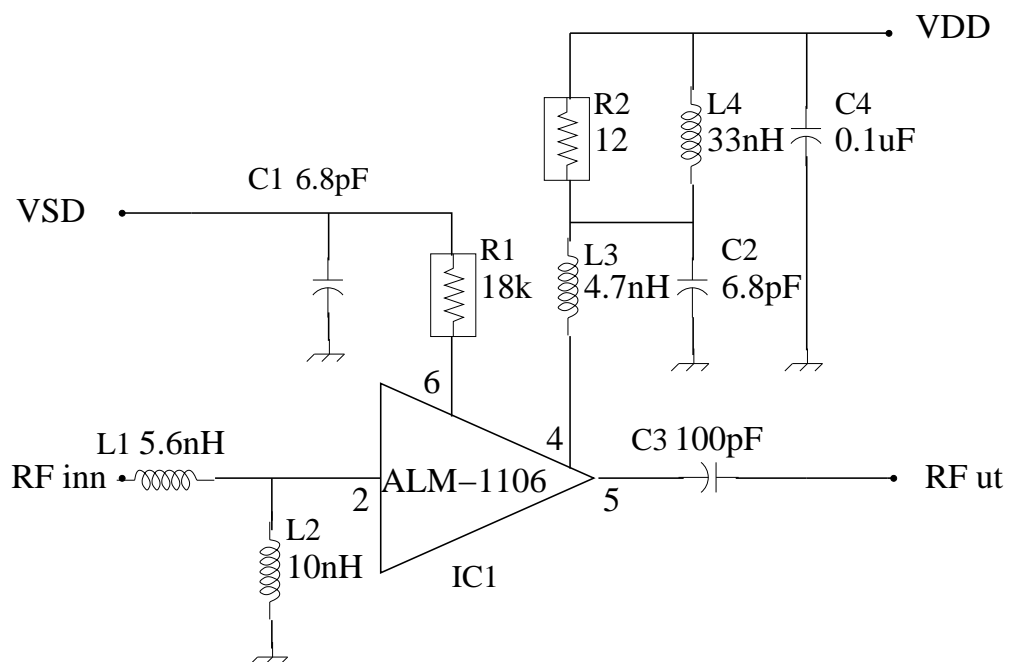 VDD
R2
12
L4
33nH
C4
0.1uF
C1 6.8pF
VSD
R1
18k
L3
4.7nH
C2
6.8pF
6
4
L1 5.6nH
C3 100pF
RF inn
2
ALM−1106
5
RF ut
L2
10nH
IC1